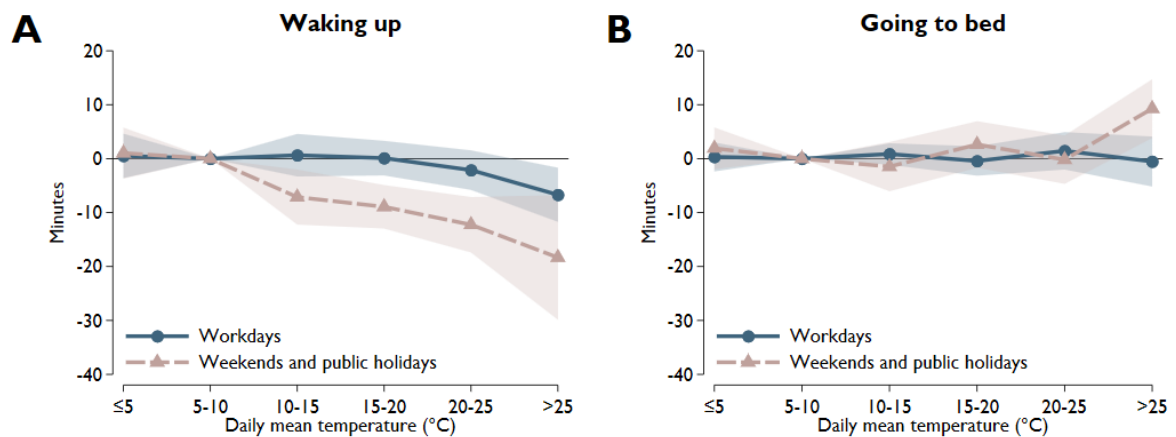 A
Waking up
20
10
0
-10
-20
-30
-40
Minutes
Workdays
Weekends and public holidays
≤5 5-10 10-15 15-20 20-25 >25
Daily mean temperature (°C)
B
Going to bed
20
10
0
-10
-20
-30
-40
Minutes
Workdays
Weekends and public holidays
≤5 5-10 10-15 15-20 20-25 >25
Daily mean temperature (°C)